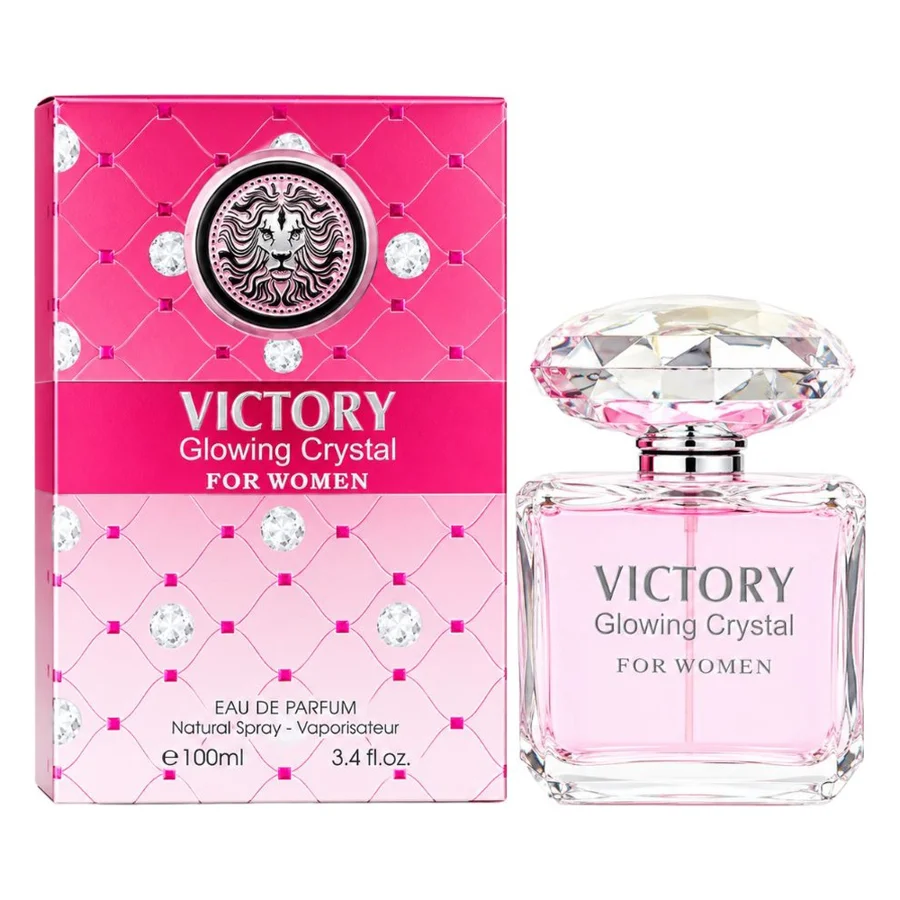 VICTORY
Glowing Crystal
FOR WOMEN
EAU DE PARFUM
Natural Spray - Vaporisateur
℮100ml 3.4 fl.oz.
VICTORY
Glowing Crystal
FOR WOMEN